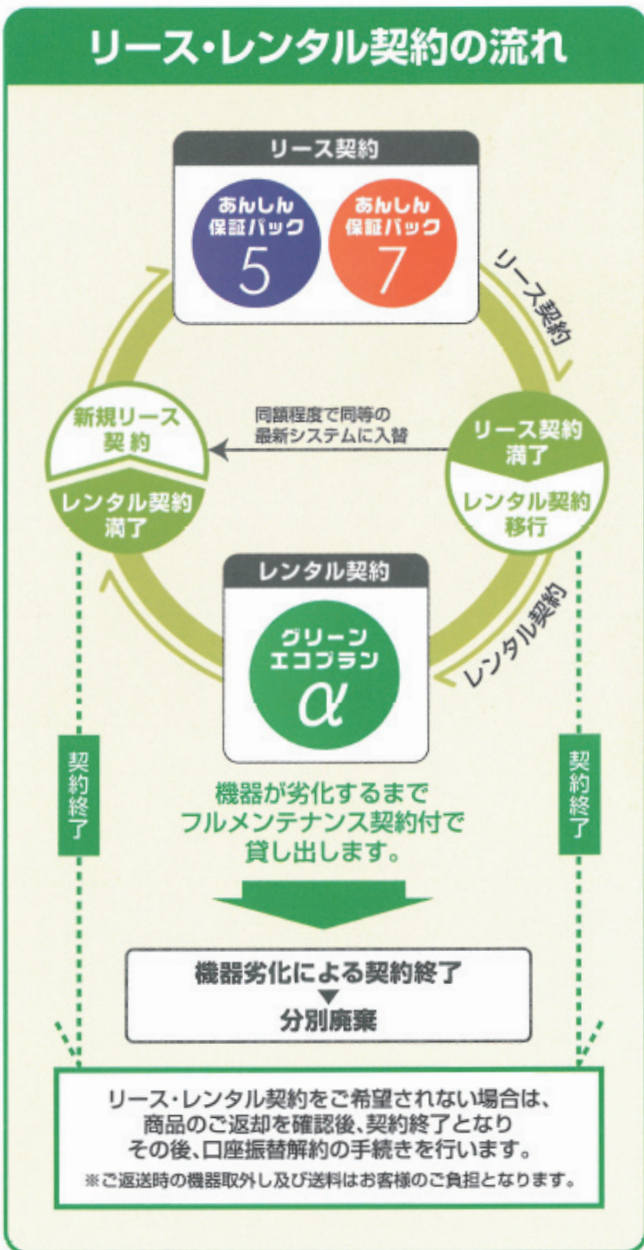 リース・レンタル契約の流れ
リース契約
あんしん
保証パック
5
あんしん
保証パック
7
リース契約
新規リース
契約
レンタル契約
満了
同額程度で同等の
最新システムに入替
リース契約
満了
レンタル契約
移行
レンタル契約
レンタル契約
グリーン
エコプラン
α
契約終了
契約終了
機器が劣化するまで
フルメンテナンス契約付で
貸し出します。
機器劣化による契約終了
分別廃棄
リース・レンタル契約をご希望されない場合は、
商品のご返却を確認後、契約終了となり
その後、口座振替解約の手続きを行います。
※ご返送時の機器取外し及び送料はお客様のご負担となります。